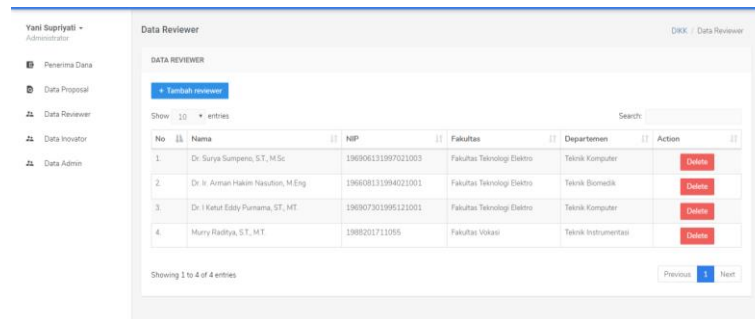 Yani Supriyati
Administrator
Penerima Dana
Data Proposal
Data Reviewer
Data Inovator
Data Admin
Data Reviewer
DIKK / Data Reviewer
DATA REVIEWER
+ Tambah reviewer
Show 10 entries
Search:
No Nama NIP Fakultas Departemen Action
1. Dr. Surya Sumpeno, S.T., M.Sc 196906131997021003 Fakultas Teknologi Elektro Teknik Komputer Delete
2. Dr. Ir. Arman Hakim Nasution, M.Eng 196608131994021001 Fakultas Teknologi Elektro Teknik Biomedik Delete
3. Dr. I Ketut Eddy Purnama, ST., MT. 196907301995121001 Fakultas Teknologi Elektro Teknik Komputer Delete
4. Murry Raditya, S.T., M.T. 1988201711055 Fakultas Vokasi Teknik Instrumentasi Delete
Showing 1 to 4 of 4 entries
Previous 1 Next